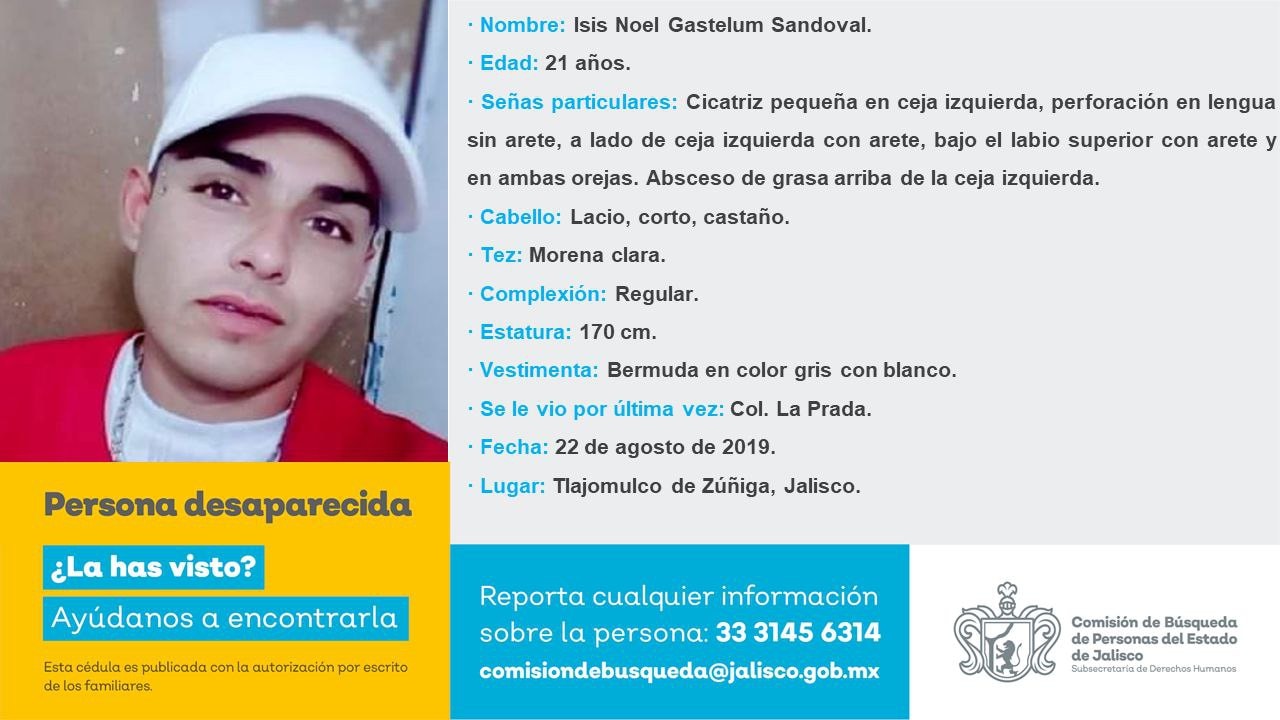 · Nombre: Isis Noel Gastelum Sandoval.
· Edad: 21 años.
· Señas particulares: Cicatriz pequeña en ceja izquierda, perforación en lengua
sin arete, a lado de ceja izquierda con arete, bajo el labio superior con arete y
en ambas orejas. Absceso de grasa arriba de la ceja izquierda.
· Cabello: Lacio, corto, castaño.
· Tez: Morena clara.
· Complexión: Regular.
· Estatura: 170 cm.
· Vestimenta: Bermuda en color gris con blanco.
· Se le vio por última vez: Col. La Prada.
· Fecha: 22 de agosto de 2019.
· Lugar: Tlajomulco de Zúñiga, Jalisco.
Persona desaparecida
¿La has visto?
Ayúdanos a encontrarla
Esta cédula es publicada con la autorización por escrito
de los familiares.
Reporta cualquier información
sobre la persona: 33 3145 6314
comisiondebusqueda@jalisco.gob.mx
Comisión de Búsqueda
de Personas del Estado
de Jalisco
Subsecretaría de Derechos Humanos